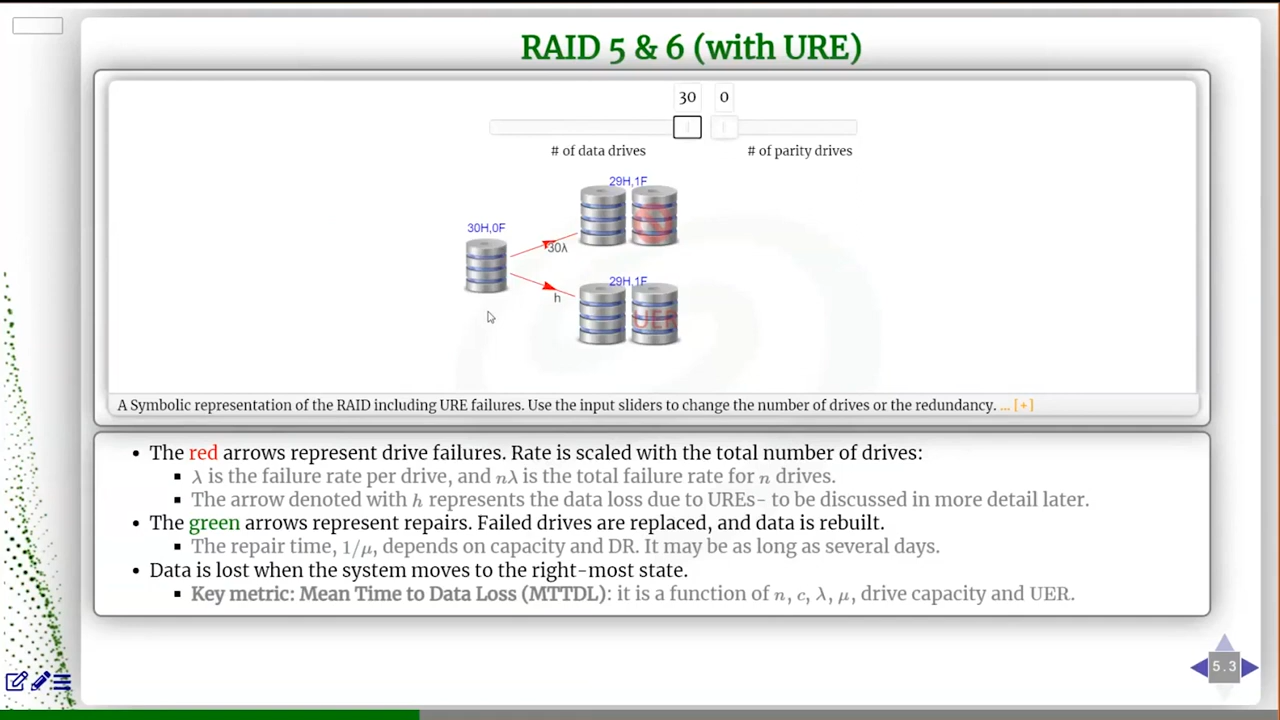 RAID 5 & 6 (with URE)
30 0
# of data drives # of parity drives
29H,1F
30H,0F
30λ
29H,1F
h
UER
A Symbolic representation of the RAID including URE failures. Use the input sliders to change the number of drives or the redundancy. ... [+]
• The red arrows represent drive failures. Rate is scaled with the total number of drives:
▪ λ is the failure rate per drive, and nλ is the total failure rate for n drives.
▪ The arrow denoted with h represents the data loss due to UREs- to be discussed in more detail later.
• The green arrows represent repairs. Failed drives are replaced, and data is rebuilt.
▪ The repair time, 1/μ, depends on capacity and DR. It may be as long as several days.
• Data is lost when the system moves to the right-most state.
▪ Key metric: Mean Time to Data Loss (MTTDL): it is a function of n, c, λ, μ, drive capacity and UER.
5.3